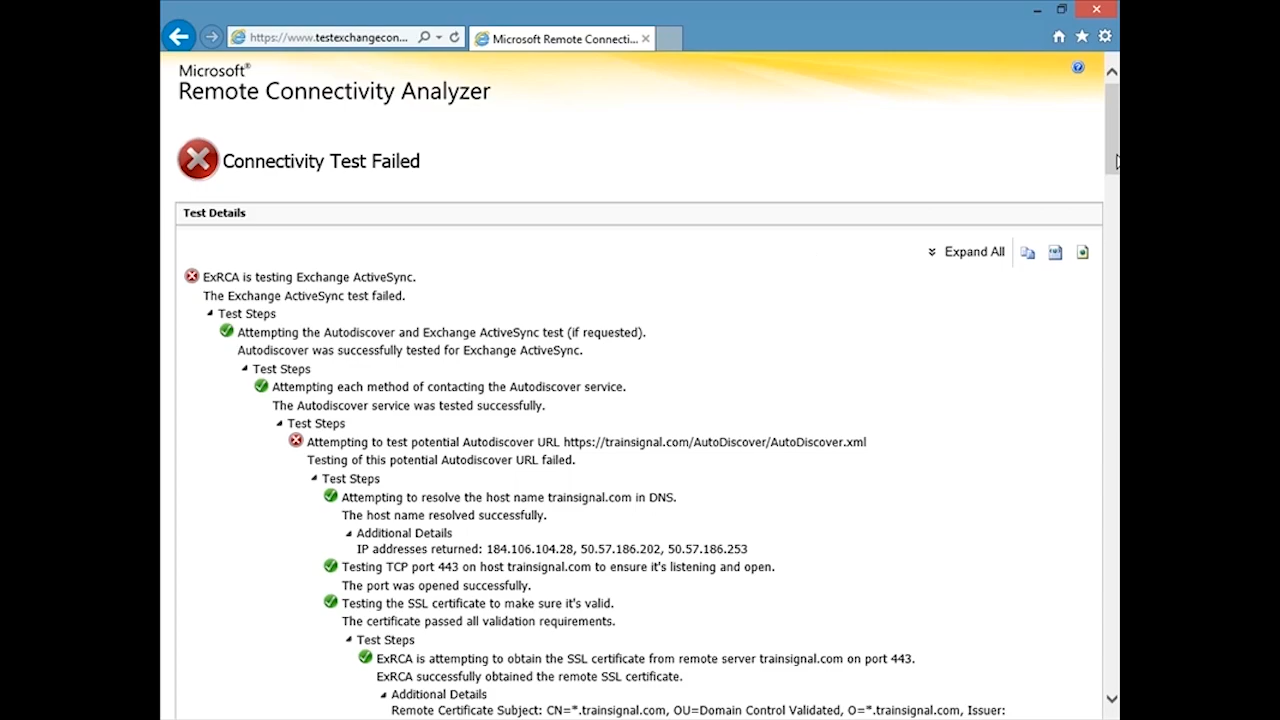 https://www.testexchangecon...
Microsoft Remote Connecti...
Microsoft®
Remote Connectivity Analyzer
Connectivity Test Failed
Test Details
Expand All
ExRCA is testing Exchange ActiveSync.
The Exchange ActiveSync test failed.
Test Steps
Attempting the Autodiscover and Exchange ActiveSync test (if requested).
Autodiscover was successfully tested for Exchange ActiveSync.
Test Steps
Attempting each method of contacting the Autodiscover service.
The Autodiscover service was tested successfully.
Test Steps
Attempting to test potential Autodiscover URL https://trainsignal.com/AutoDiscover/AutoDiscover.xml
Testing of this potential Autodiscover URL failed.
Test Steps
Attempting to resolve the host name trainsignal.com in DNS.
The host name resolved successfully.
Additional Details
IP addresses returned: 184.106.104.28, 50.57.186.202, 50.57.186.253
Testing TCP port 443 on host trainsignal.com to ensure it's listening and open.
The port was opened successfully.
Testing the SSL certificate to make sure it's valid.
The certificate passed all validation requirements.
Test Steps
ExRCA is attempting to obtain the SSL certificate from remote server trainsignal.com on port 443.
ExRCA successfully obtained the remote SSL certificate.
Additional Details
Remote Certificate Subject: CN=*.trainsignal.com, OU=Domain Control Validated, O=*.trainsignal.com, Issuer: